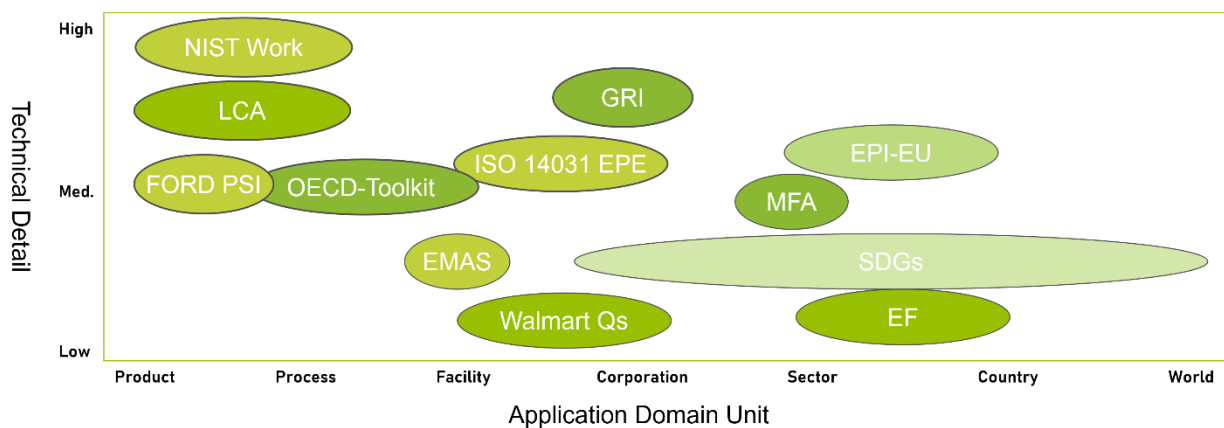 High
NIST Work
LCA
GRI
Technical Detail
Med.
FORD PSI
OECD-Toolkit
ISO 14031 EPE
EPI-EU
MFA
EMAS
SDGs
Walmart Qs
EF
Low
Product Process Facility Corporation Sector Country World
Application Domain Unit